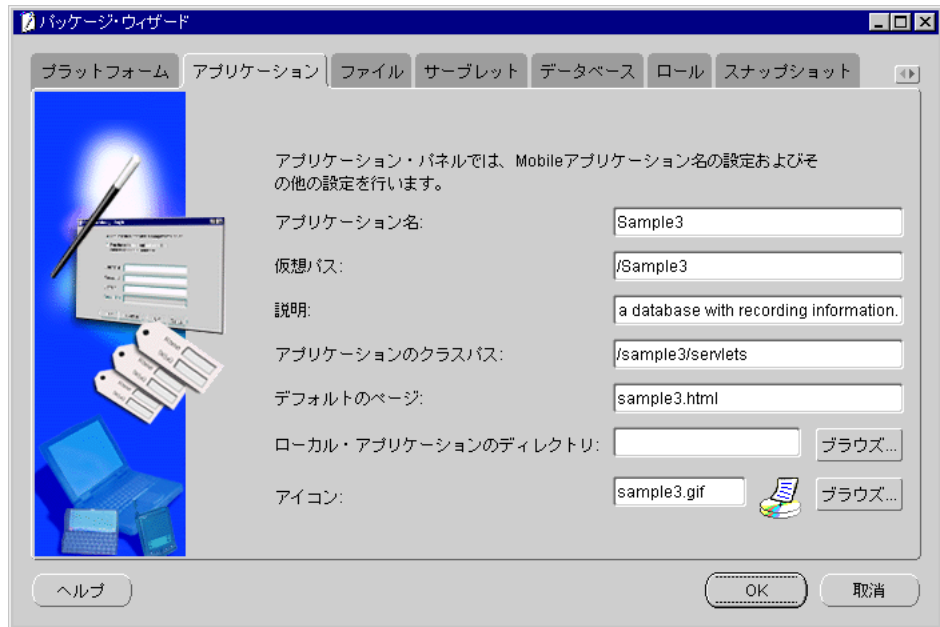 パッケージ・ウィザード
プラットフォーム アプリケーション ファイル サーブレット データベース ロール スナップショット
アプリケーション・パネルでは、Mobileアプリケーション名の設定およびそ
の他の設定を行います。
アプリケーション名: Sample3
仮想パス: /Sample3
説明: a database with recording information.
アプリケーションのクラスパス: /sample3/servlets
デフォルトのページ: sample3.html
ローカル・アプリケーションのディレクトリ: ブラウズ...
アイコン: sample3.gif ブラウズ...
ヘルプ OK 取消